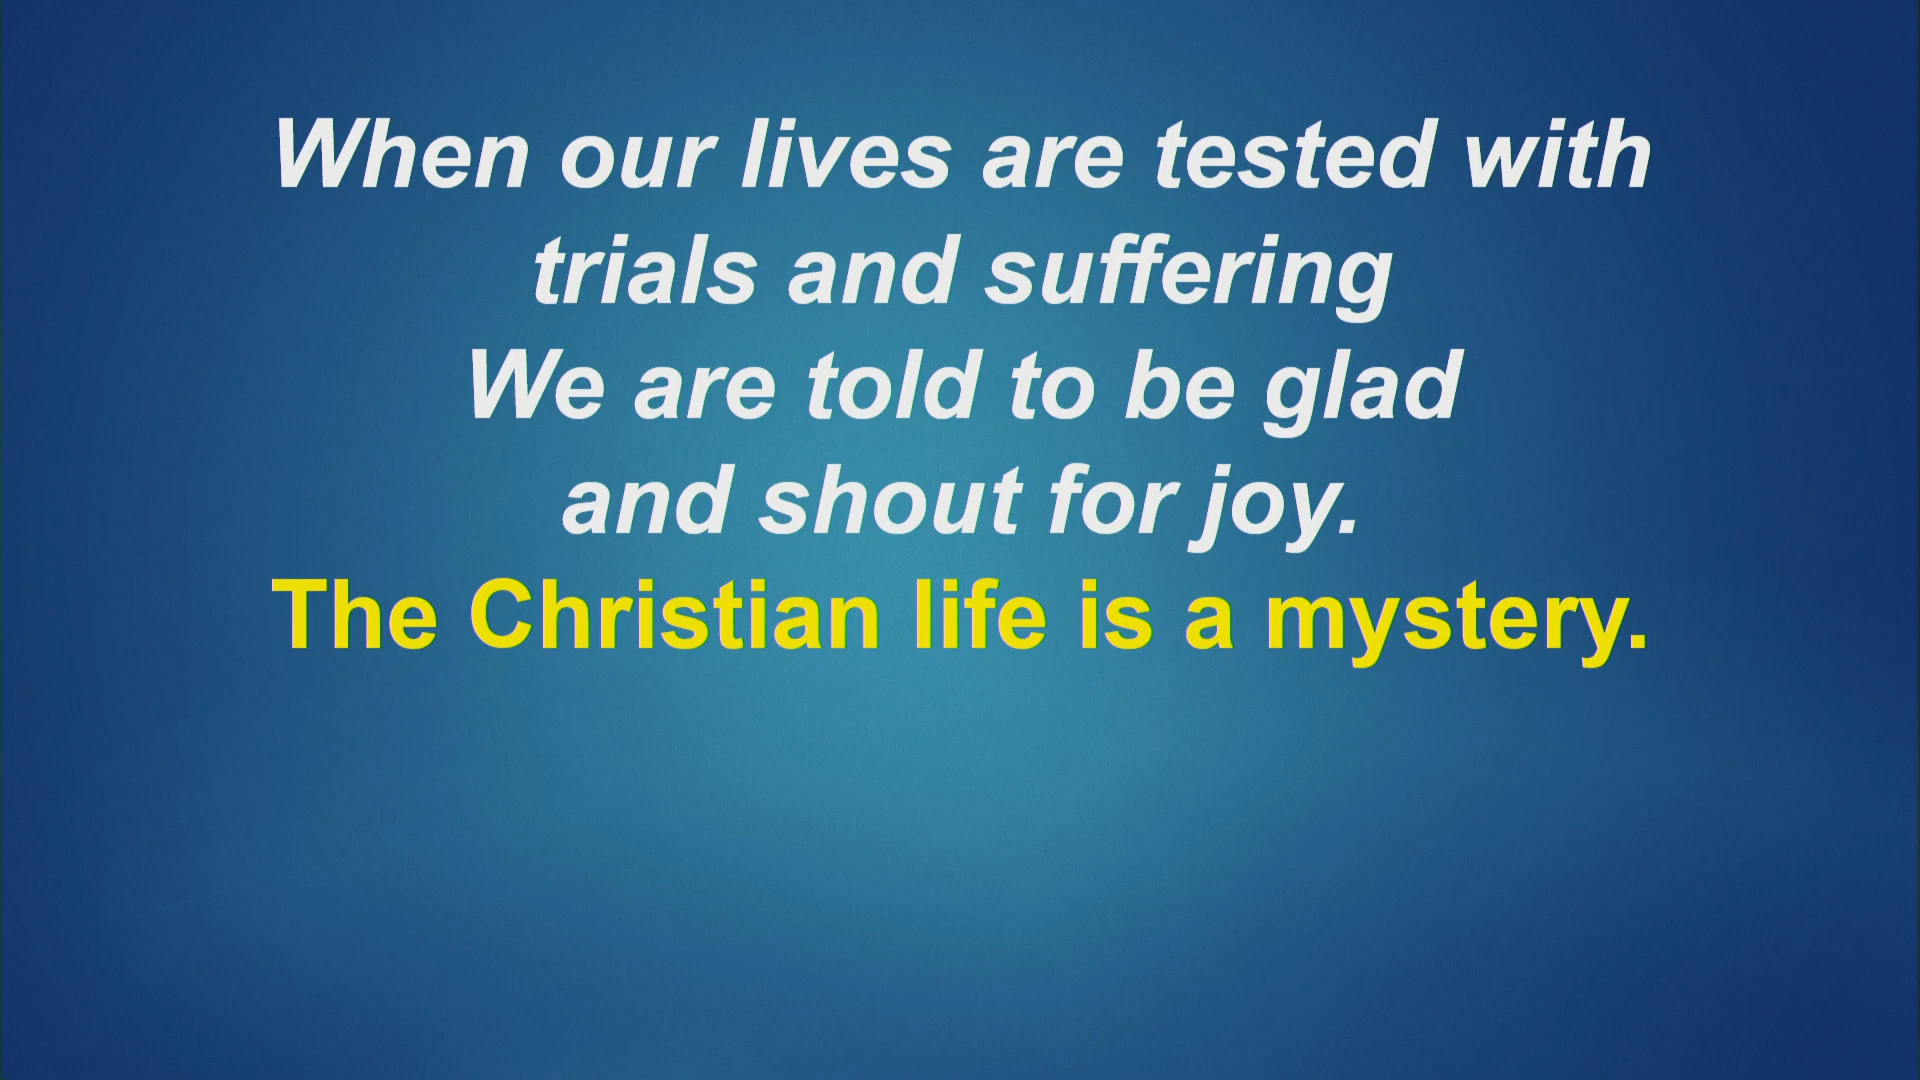 When our lives are tested with
trials and suffering
We are told to be glad
and shout for joy.
The Christian life is a mystery.